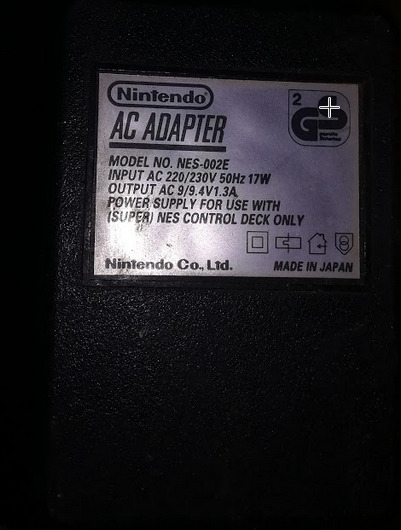 Nintendo
2
AC ADAPTER
MODEL NO. NES-002E
INPUT AC 220/230V 50Hz 17W
OUTPUT AC 9/9.4V1.3A
POWER SUPPLY FOR USE WITH
(SUPER) NES CONTROL DECK ONLY
Nintendo Co., Ltd.
MADE IN JAPAN